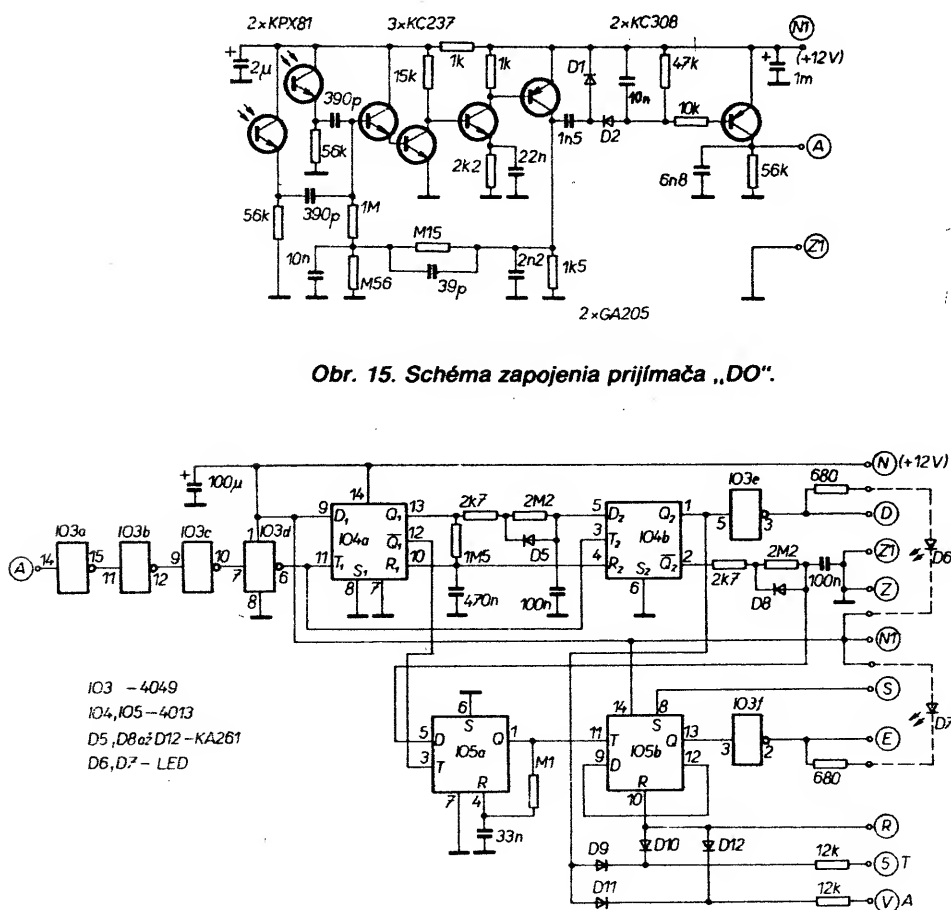 2×KPX81 3×KC237 2×KC308 N1
(+12V)
2µ 15k 1k 1k D1 10n 47k 1m
390p 1n5 D2 10k A
56k 2k2 22n 6n8 56k
56k 390p 1M
M15 Z1
10n M56 39p 2n2 1k5
2×GA205
Obr. 15. Schéma zapojenia prijímača „DO".
N (+12V)
100µ 680
14 13 2k7 2M2 5 1 IO3e D
IO3a IO3b IO3c IO3d 1 9 D1 Q1 12 D2 Q2 5 3
A 14 15 11 12 9 10 7 6 11 T1 IO4a Q̅1 10 D5 3 T2 IO4b D6
8 S1 R1 1M5 4 R2 S2 Q̅2 2 2k7 2M2 100n Z1
8 7 470n 100n 6 D8 Z
N1
IO3 -4049
IO4, IO5-4013
D5, D8 až D12-KA261
D6, D7- LED
6 S 14 8 S
5 D IO5a Q 1 11 T S Q 13 IO3f E D7
3 T R M1 9 D IO5b 12 3 2
7 4 R 10 680
33n R
D9 D10 D12 12k 5 T
D11 12k V A